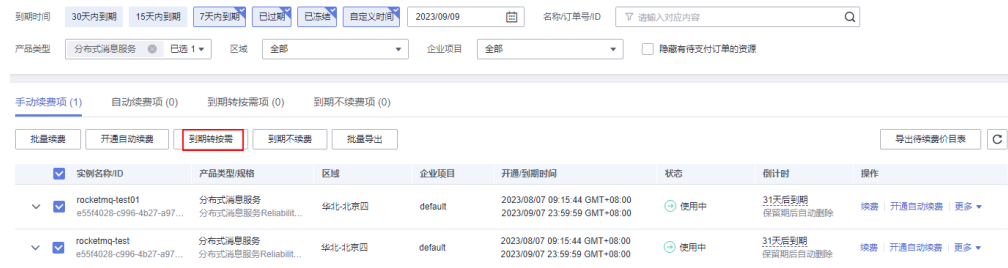 到期时间 30天内到期 15天内到期 7天内到期 已过期 已冻结 自定义时间 2023/09/09 名称/订单号/ID 请输入对应内容
产品类型 分布式消息服务 已选 1 区域 全部 企业项目 全部 隐藏有待支付订单的资源
手动续费项 (1) 自动续费项 (0) 到期转按需项 (0) 到期不续费项 (0)
批量续费 开通自动续费 到期转按需 到期不续费 批量导出 导出待续费价目表
实例名称/ID 产品类型/规格 区域 企业项目 开通/到期时间 状态 倒计时 操作
rocketmq-test01 分布式消息服务 华北-北京四 default 2023/08/07 09:15:44 GMT+08:00 使用中 31天后到期 续费 开通自动续费 更多
e55f4028-c996-4b27-a97... 分布式消息服务Reliabilit... 2023/09/07 23:59:59 GMT+08:00 保留期后自动删除
rocketmq-test 分布式消息服务 华北-北京四 default 2023/08/07 09:15:44 GMT+08:00 使用中 31天后到期 续费 开通自动续费 更多
e55f4028-c996-4b27-a97... 分布式消息服务Reliabilit... 2023/09/07 23:59:59 GMT+08:00 保留期后自动删除